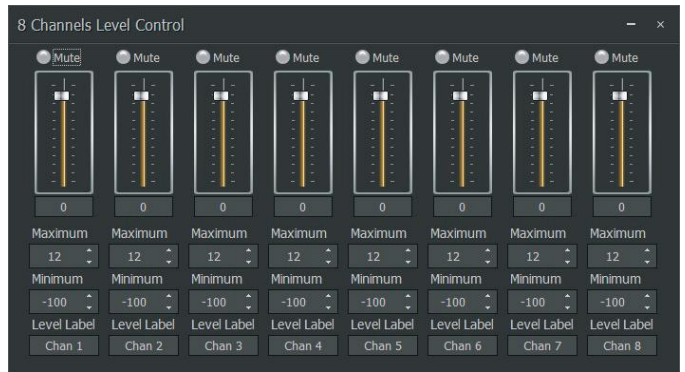 8 Channels Level Control
Mute Mute Mute Mute Mute Mute Mute Mute
0 0 0 0 0 0 0 0
Maximum Maximum Maximum Maximum Maximum Maximum Maximum Maximum
12 12 12 12 12 12 12 12
Minimum Minimum Minimum Minimum Minimum Minimum Minimum Minimum
-100 -100 -100 -100 -100 -100 -100 -100
Level Label Level Label Level Label Level Label Level Label Level Label Level Label Level Label
Chan 1 Chan 2 Chan 3 Chan 4 Chan 5 Chan 6 Chan 7 Chan 8